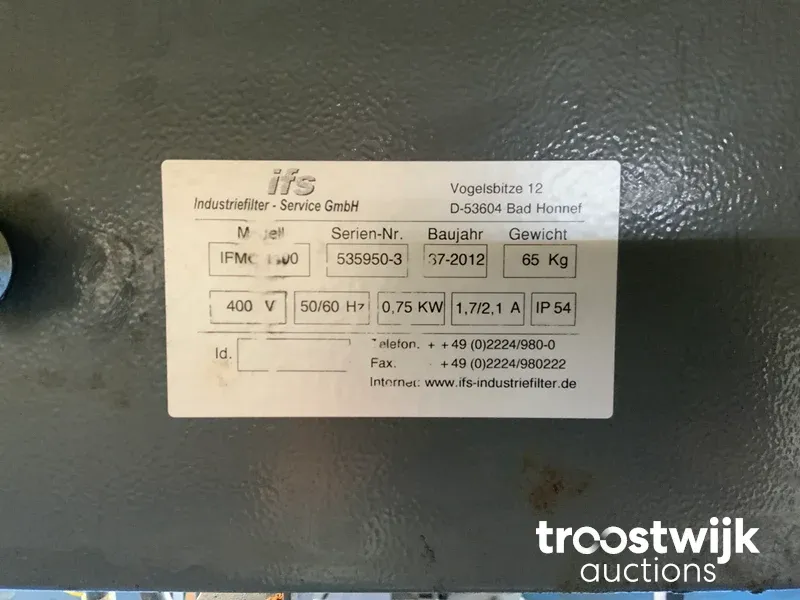 ifs
Industriefilter - Service GmbH
Vogelsbitze 12
D-53604 Bad Honnef
Serien-Nr. Baujahr Gewicht
535950-3 65 Kg
400 V 50/60 Hz 0,75 KW 1,7/2,1 A IP 54
Id.
Telefon. + + 49 (0)2224/980-0
Fax. + 49 (0)2224/980222
Internet: www.ifs-industriefilter.de
troostwijk
auctions